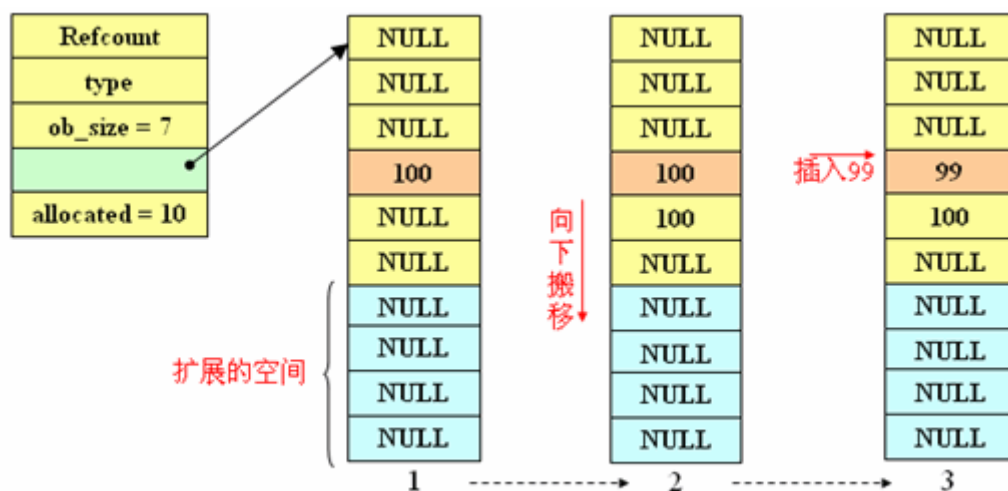 Refcount
type
ob_size = 7
allocated = 10
NULL
NULL
NULL
100
NULL
NULL
NULL
NULL
NULL
NULL
扩展的空间
1
NULL
NULL
NULL
100
100
NULL
NULL
NULL
NULL
NULL
向下搬移
2
NULL
NULL
NULL
99
100
NULL
NULL
NULL
NULL
NULL
插入99
3